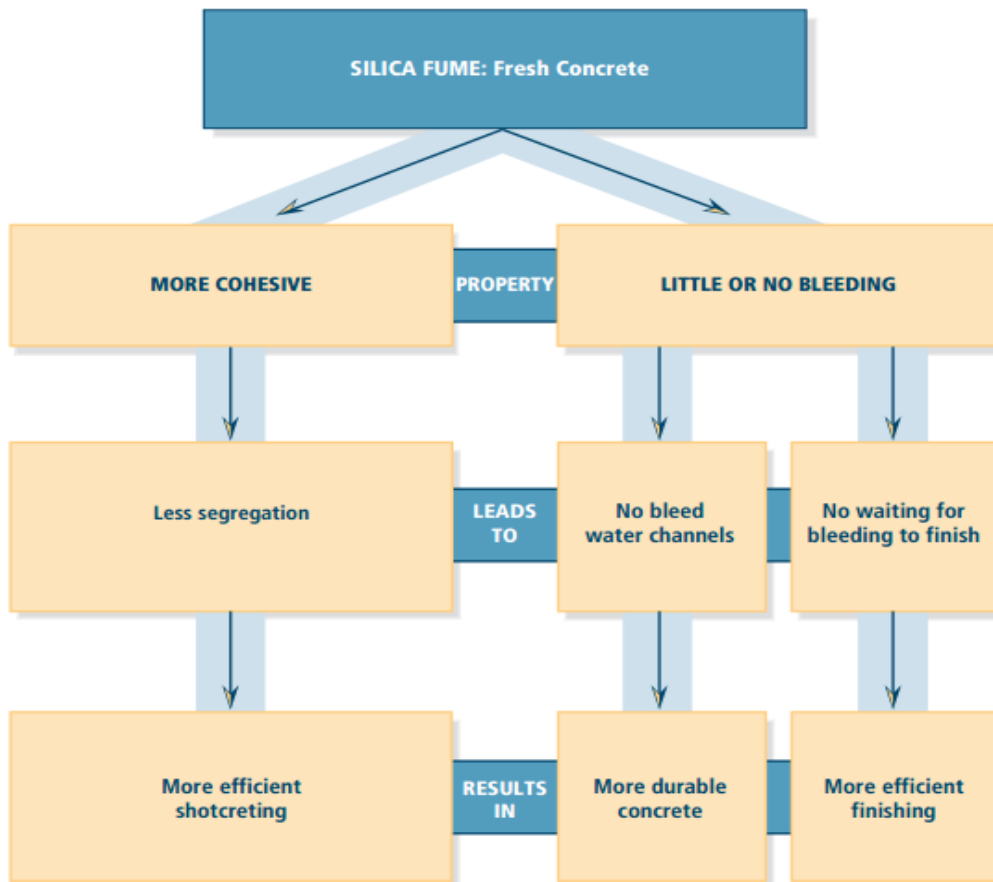 SILICA FUME: Fresh Concrete
MORE COHESIVE
PROPERTY
LITTLE OR NO BLEEDING
Less segregation
LEADS
TO
No bleed
water channels
No waiting for
bleeding to finish
More efficient
shotcreting
RESULTS
IN
More durable
concrete
More efficient
finishing